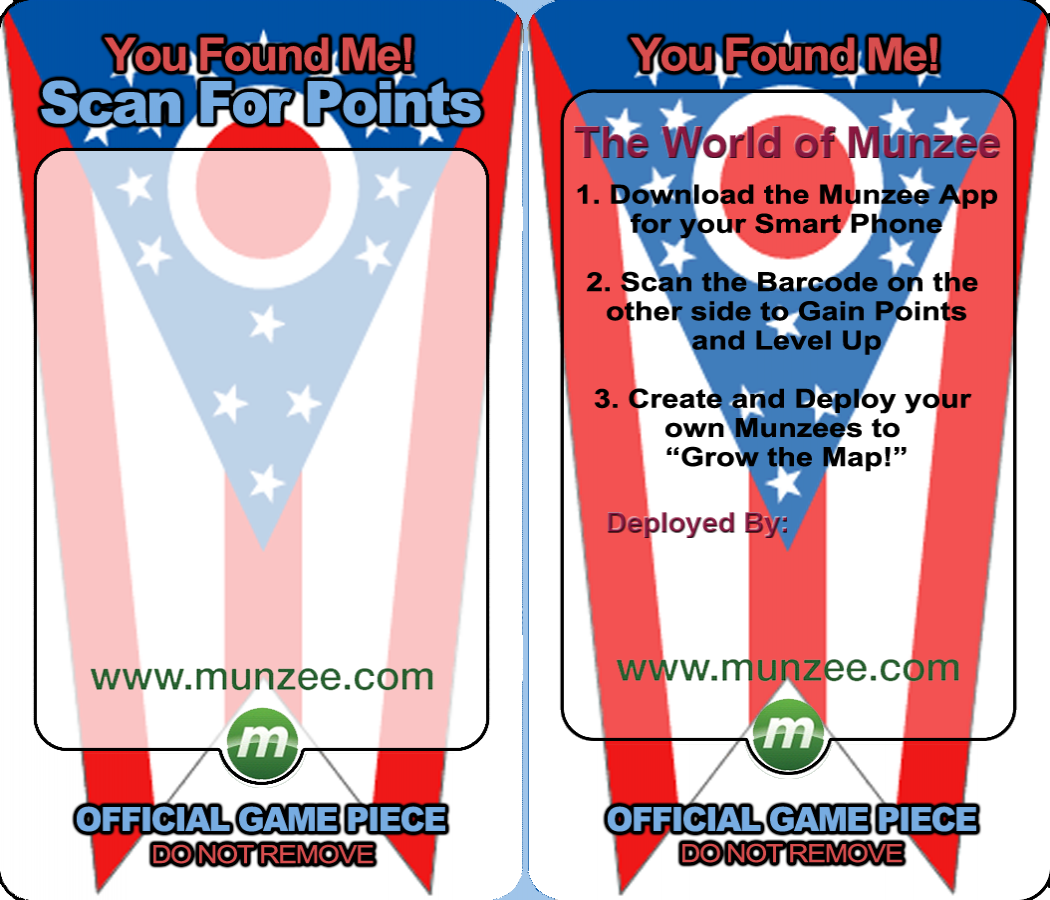 You Found Me!
Scan For Points
www.munzee.com
m
OFFICIAL GAME PIECE
DO NOT REMOVE
You Found Me!
The World of Munzee
1. Download the Munzee App
for your Smart Phone
2. Scan the Barcode on the
other side to Gain Points
and Level Up
3. Create and Deploy your
own Munzees to
“Grow the Map!”
Deployed By:
www.munzee.com
m
OFFICIAL GAME PIECE
DO NOT REMOVE